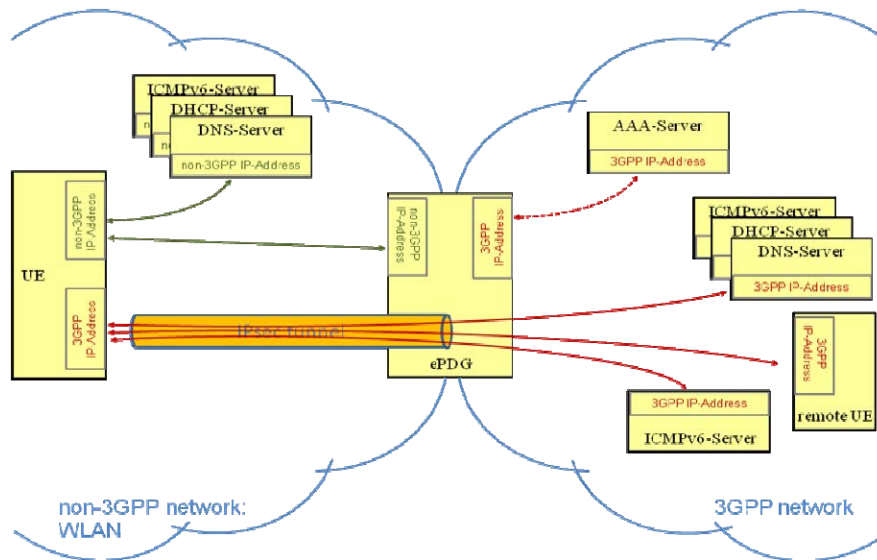 ICMPv6-Server
DHCP-Server
DNS-Server
non-3GPP IP-Address
AAA-Server
3GPP IP-Address
UE
non-3GPP
IP-Address
3GPP
IP-Address
non-3GPP
IP-Address
3GPP
IP-Address
ePDG
IPsec tunnel
ICMPv6-Server
DHCP-Server
DNS-Server
3GPP IP-Address
3GPP
IP-Address
remote UE
3GPP IP-Address
ICMPv6-Server
non-3GPP network:
WLAN
3GPP network